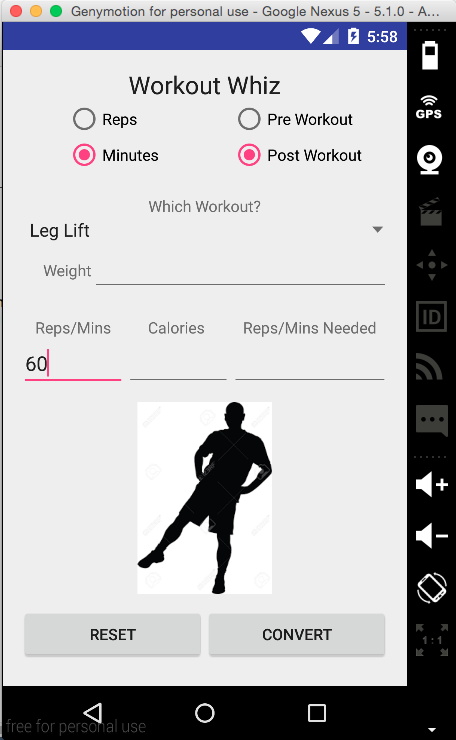 Genymotion for personal use - Google Nexus 5 - 5.1.0 - A...
5:58
GPS
Workout Whiz
Reps
Pre Workout
Minutes
Post Workout
Which Workout?
Leg Lift
Weight
ID
Reps/Mins
Calories
Reps/Mins Needed
60
RESET
CONVERT
1:1
free for personal use